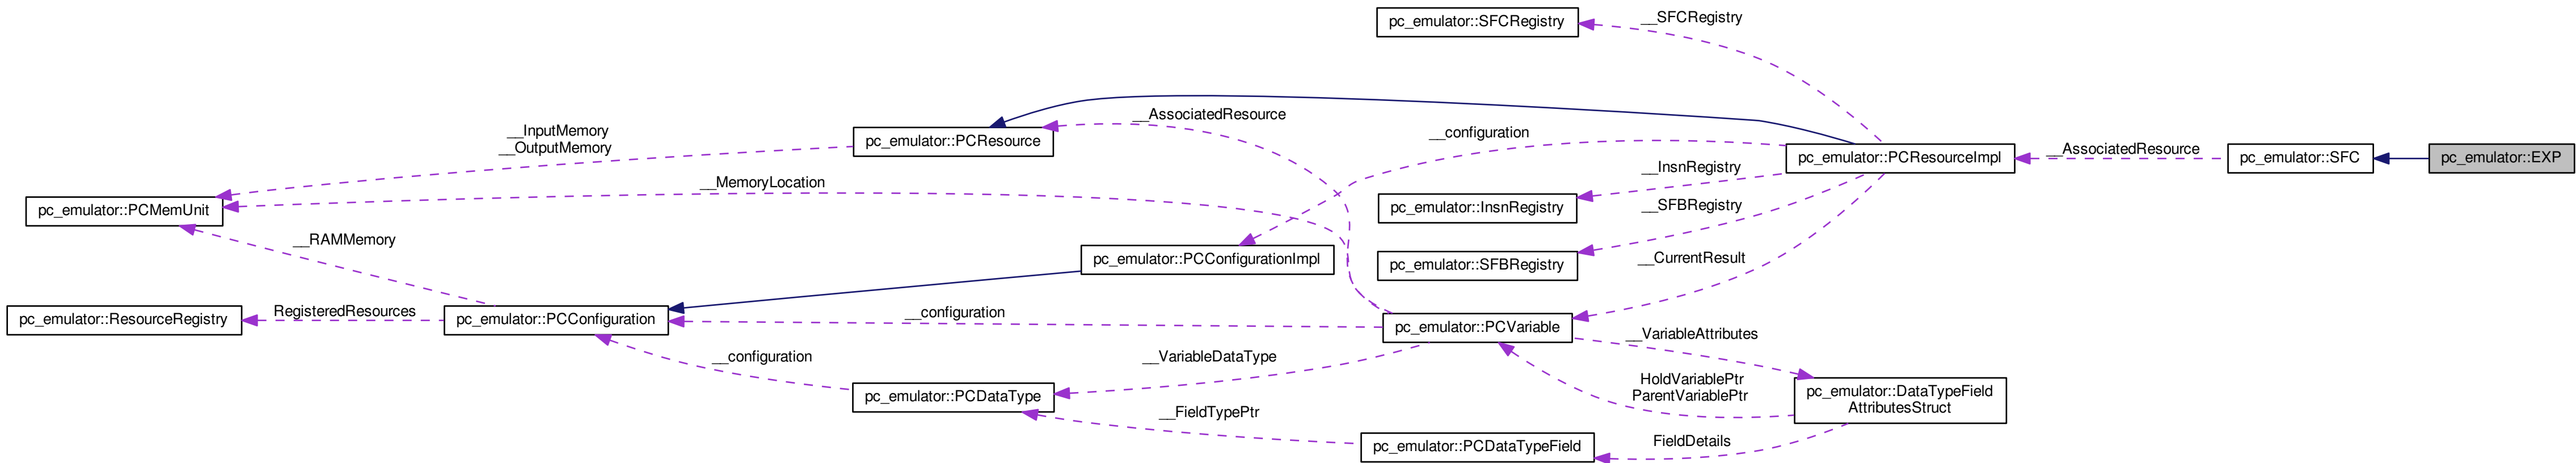 pc_emulator::SFCRegistry
__SFCRegistry
__AssociatedResource
__InputMemory
__OutputMemory
pc_emulator::PCResource
__configuration
pc_emulator::PCResourceImpl
__AssociatedResource
pc_emulator::SFC
pc_emulator::EXP
__MemoryLocation
__InsnRegistry
pc_emulator::PCMemUnit
pc_emulator::InsnRegistry
__SFBRegistry
__RAMMemory
pc_emulator::PCConfigurationImpl
pc_emulator::SFBRegistry
__CurrentResult
pc_emulator::ResourceRegistry
RegisteredResources
pc_emulator::PCConfiguration
__configuration
pc_emulator::PCVariable
__VariableAttributes
__configuration
__VariableDataType
HoldVariablePtr
ParentVariablePtr
pc_emulator::DataTypeField
AttributesStruct
pc_emulator::PCDataType
__FieldTypePtr
pc_emulator::PCDataTypeField
FieldDetails